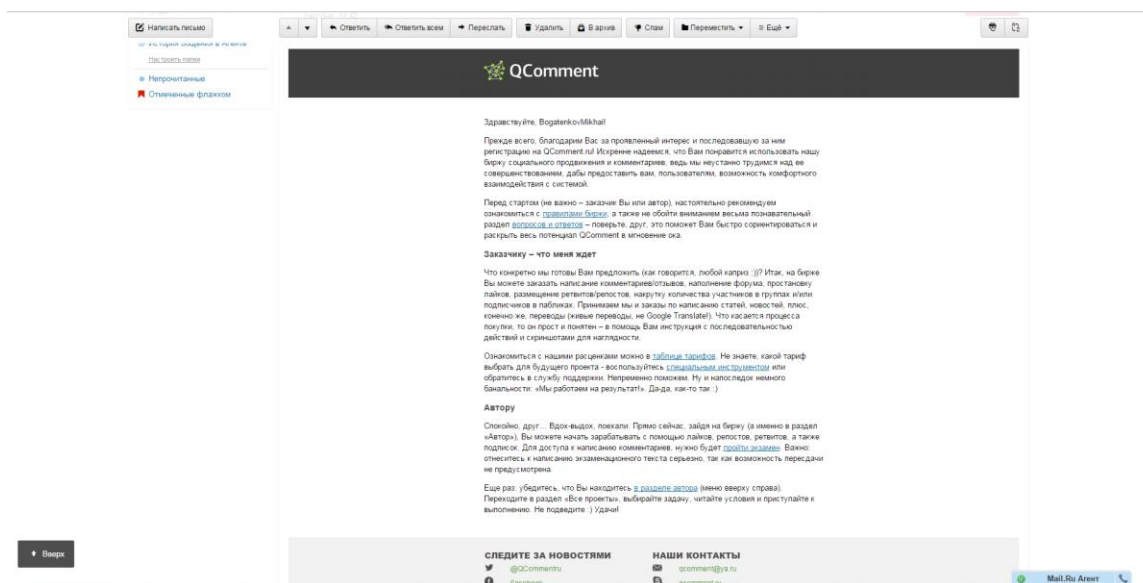 Написать письмо
Ответить
Ответить всем
Переслать
Удалить
В архив
Спам
Переместить
Ещё
История общения в Агенте
Настроить папки
Непрочитанные
Отмеченные флажком
QComment
Здравствуйте, BogatenkovMikhail!
Прежде всего, благодарим Вас за проявленный интерес и последовавшую за ним
регистрацию на QComment.ru! Искренне надеемся, что Вам понравится использовать нашу
биржу социального продвижения и комментариев, ведь мы неустанно трудимся над ее
совершенствованием, дабы предоставить вам, пользователям, возможность комфортного
взаимодействия с системой.
Перед стартом (не важно – заказчик Вы или автор), настоятельно рекомендуем
ознакомиться с правилами биржи, а также не обойти вниманием весьма познавательный
раздел вопросов и ответов – поверьте, друг, это поможет Вам быстро сориентироваться и
раскрыть весь потенциал QComment в мгновение ока.
Заказчику – что меня ждет
Что конкретно мы готовы Вам предложить (как говорится, любой каприз :))? Итак, на бирже
Вы можете заказать написание комментариев/отзывов, наполнение форума, простановку
лайков, размещение ретвитов/репостов, накрутку количества участников в группах и/или
подписчиков в пабликах. Принимаем мы и заказы по написанию статей, новостей, плюс,
конечно же, переводы (живые переводы, не Google Translate!). Что касается процесса
покупки, то он прост и понятен – в помощь Вам инструкция с последовательностью
действий и скриншотами для наглядности.
Ознакомиться с нашими расценками можно в таблице тарифов. Не знаете, какой тариф
выбрать для будущего проекта - воспользуйтесь специальным инструментом или
обратитесь в службу поддержки. Непременно поможем. Ну и напоследок немного
банальности: «Мы работаем на результат!». Да-да, как-то так :)
Автору
Спокойно, друг… Вдох-выдох, поехали. Прямо сейчас, зайдя на биржу (а именно в раздел
«Автор»), Вы можете начать зарабатывать с помощью лайков, репостов, ретвитов, а также
подписок. Для доступа к написанию комментариев, нужно будет пройти экзамен. Важно:
отнеситесь к написанию экзаменационного текста серьезно, так как возможность пересдачи
не предусмотрена.
Еще раз: убедитесь, что Вы находитесь в разделе автора (меню вверху справа).
Переходите в раздел «Все проекты», выбирайте задачу, читайте условия и приступайте к
выполнению. Не подведите :) Удачи!
Вверх
СЛЕДИТЕ ЗА НОВОСТЯМИ
@QCommentru
Facebook
НАШИ КОНТАКТЫ
qcomment@ya.ru
qcomment.ru
Mail.Ru Агент